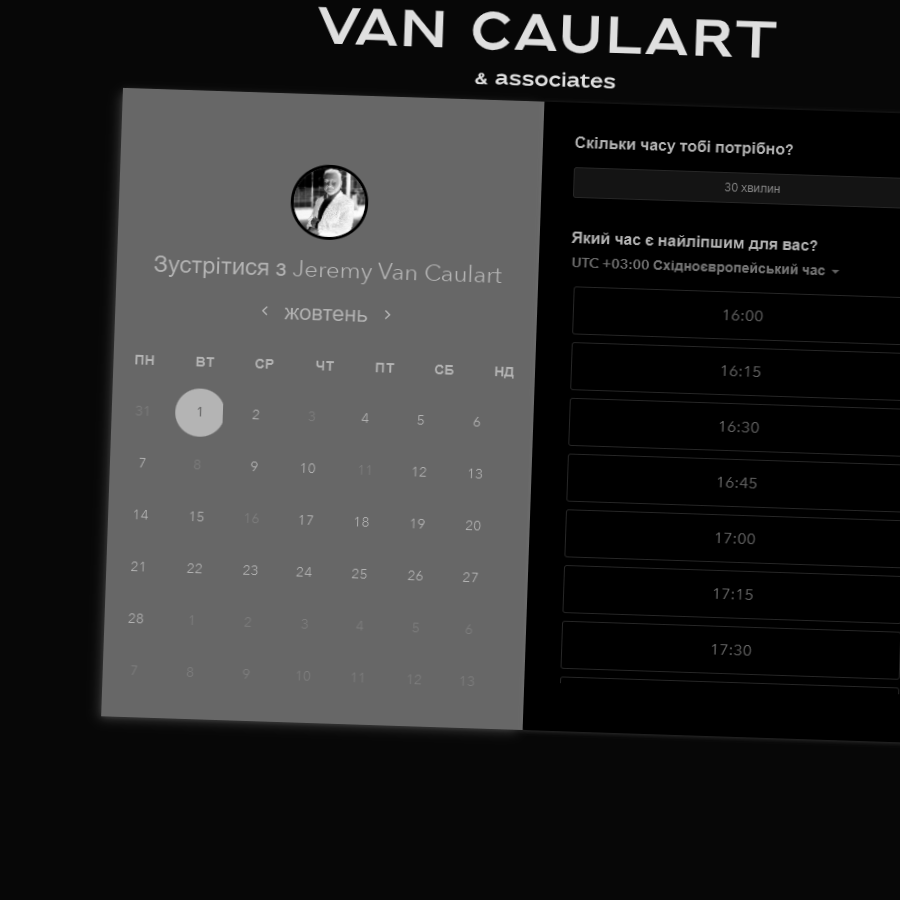 VAN CAULART
& associates
Зустрітися з Jeremy Van Caulart
жовтень
ПН ВТ СР ЧТ ПТ СБ НД
31 1 2 3 4 5 6
7 8 9 10 11 12 13
14 15 16 17 18 19 20
21 22 23 24 25 26 27
28 1 2 3 4 5 6
7 8 9 10 11 12 13
Скільки часу тобі потрібно?
30 хвилин
Який час є найліпшим для вас?
UTC +03:00 Східноєвропейський час
16:00
16:15
16:30
16:45
17:00
17:15
17:30